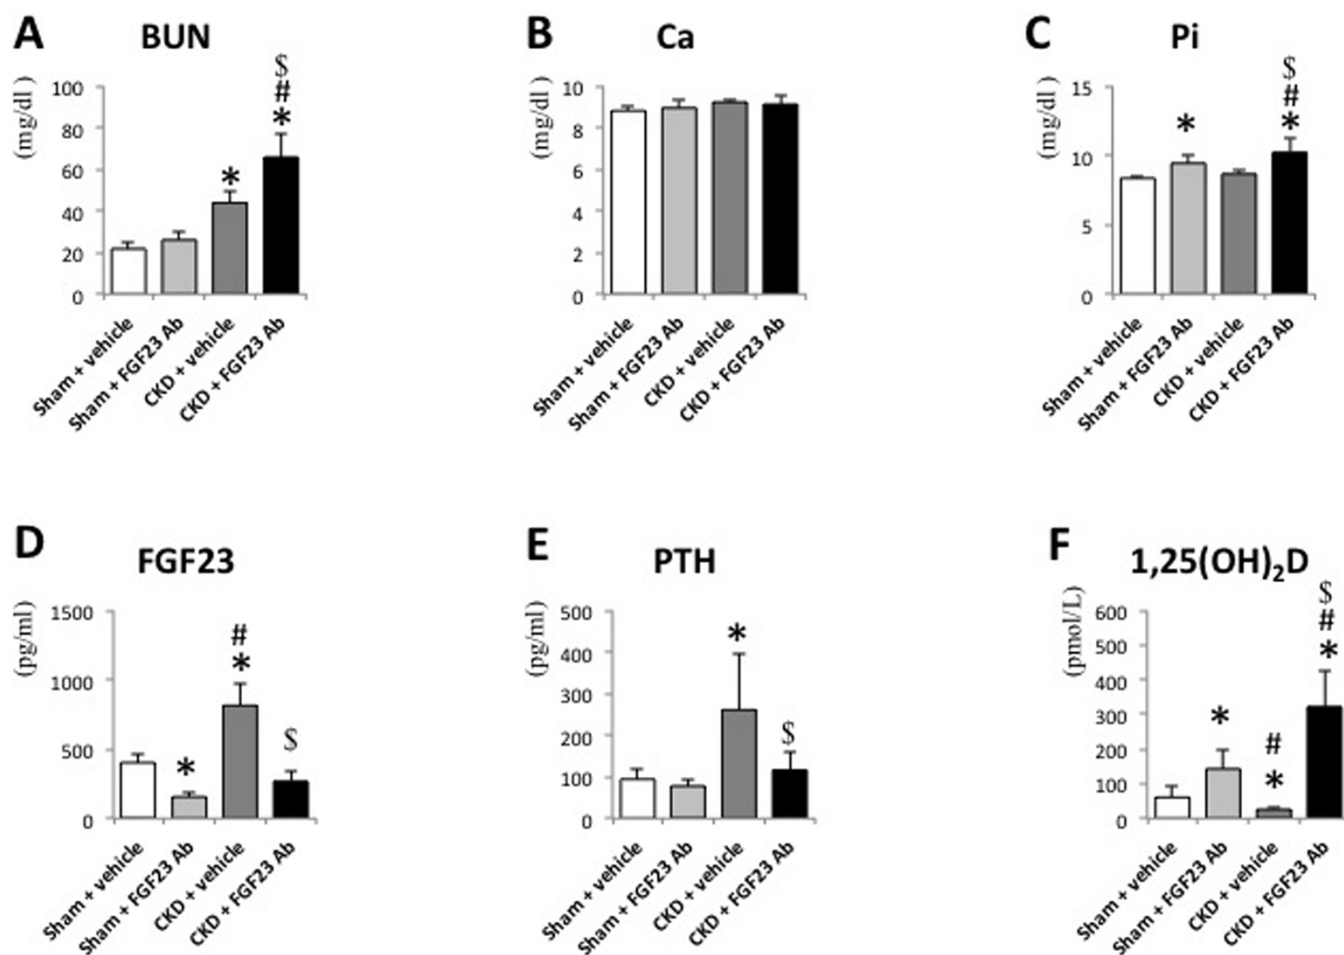 A BUN
(mg/dl )
$
#
*
*
100
80
60
40
20
0
Sham + vehicle
Sham + FGF23 Ab
CKD + vehicle
CKD + FGF23 Ab
B Ca
(mg/dl )
10
8
6
4
2
0
Sham + vehicle
Sham + FGF23 Ab
CKD + vehicle
CKD + FGF23 Ab
C Pi
(mg/dl )
$
#
*
*
15
10
5
0
Sham + vehicle
Sham + FGF23 Ab
CKD + vehicle
CKD + FGF23 Ab
D FGF23
(pg/ml)
#
*
*
$
1500
1000
500
0
Sham + vehicle
Sham + FGF23 Ab
CKD + vehicle
CKD + FGF23 Ab
E PTH
(pg/ml)
*
$
500
400
300
200
100
0
Sham + vehicle
Sham + FGF23 Ab
CKD + vehicle
CKD + FGF23 Ab
F 1,25(OH)₂D
(pmol/L)
$
#
*
*
#
*
600
500
400
300
200
100
0
Sham + vehicle
Sham + FGF23 Ab
CKD + vehicle
CKD + FGF23 Ab